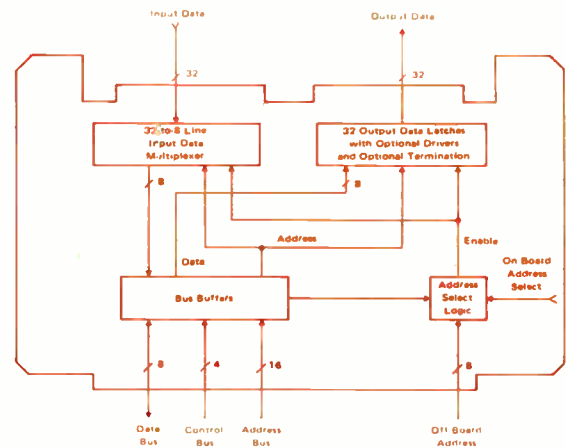 Input Data
Output Data
32
32
32-to-8 Line
Input Data
Multiplexer
32 Output Data Latches
with Optional Drivers
and Optional Termination
8
8
Address
Enable
Data
On Board
Address
Select
Bus Buffers
Address
Select
Logic
8
4
16
8
Data
Bus
Control
Bus
Address
Bus
Off Board
Address